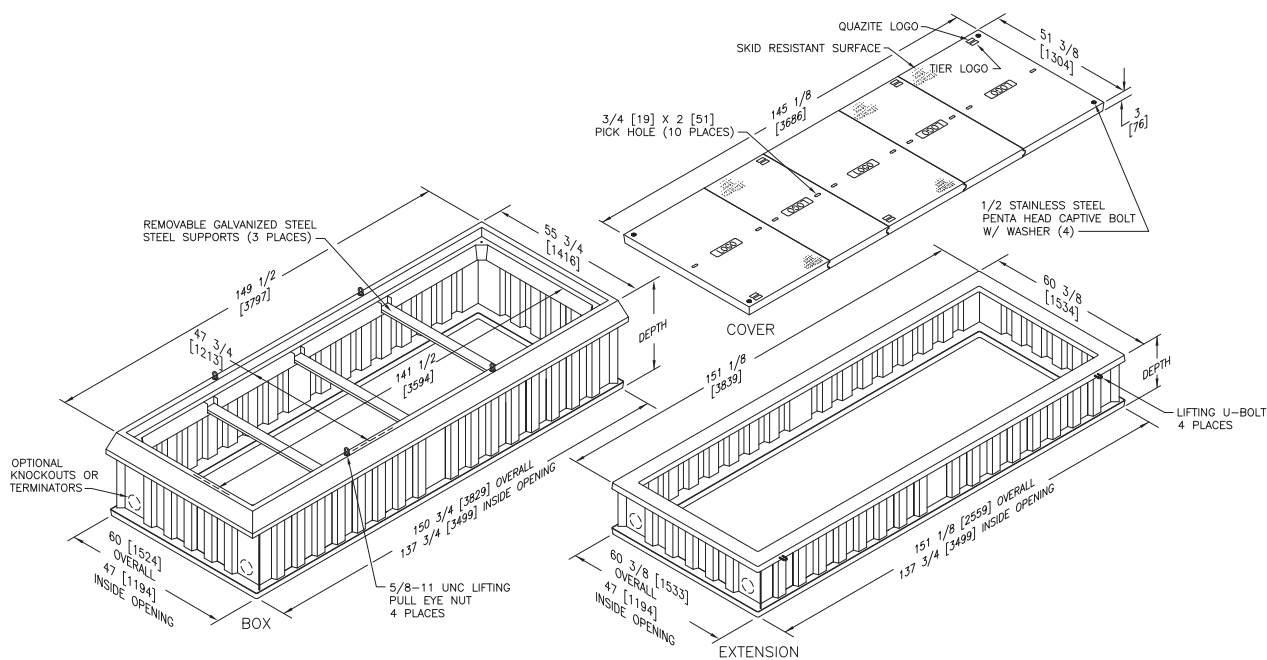 QUAZITE LOGO
SKID RESISTANT SURFACE
TIER LOGO
51 3/8
[1304]
145 1/8
[3686]
3
[76]
3/4 [19] X 2 [51]
PICK HOLE (10 PLACES)
LOGO
LOGO
LOGO
LOGO
LOGO
1/2 STAINLESS STEEL
PENTA HEAD CAPTIVE BOLT
W/ WASHER (4)
COVER
REMOVABLE GALVANIZED STEEL
STEEL SUPPORTS (3 PLACES)
149 1/2
[3797]
55 3/4
[1416]
47 3/4
[1213]
141 1/2
[3594]
DEPTH
OPTIONAL
KNOCKOUTS OR
TERMINATORS
60 [1524]
OVERALL
47 [1194]
INSIDE OPENING
150 3/4 [3829] OVERALL
137 3/4 [3499] INSIDE OPENING
5/8-11 UNC LIFTING
PULL EYE NUT
4 PLACES
BOX
151 1/8
[3839]
60 3/8
[1534]
DEPTH
LIFTING U-BOLT
4 PLACES
60 3/8 [1533]
OVERALL
47 [1194]
INSIDE OPENING
151 1/8 [2559] OVERALL
137 3/4 [3499] INSIDE OPENING
EXTENSION